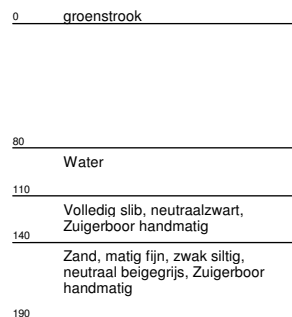 0 groenstrook
80
Water
110
Volledig slib, neutraalzwart,
Zuigerboor handmatig
140
Zand, matig fijn, zwak siltig,
neutraal beigegrijs, Zuigerboor
handmatig
190